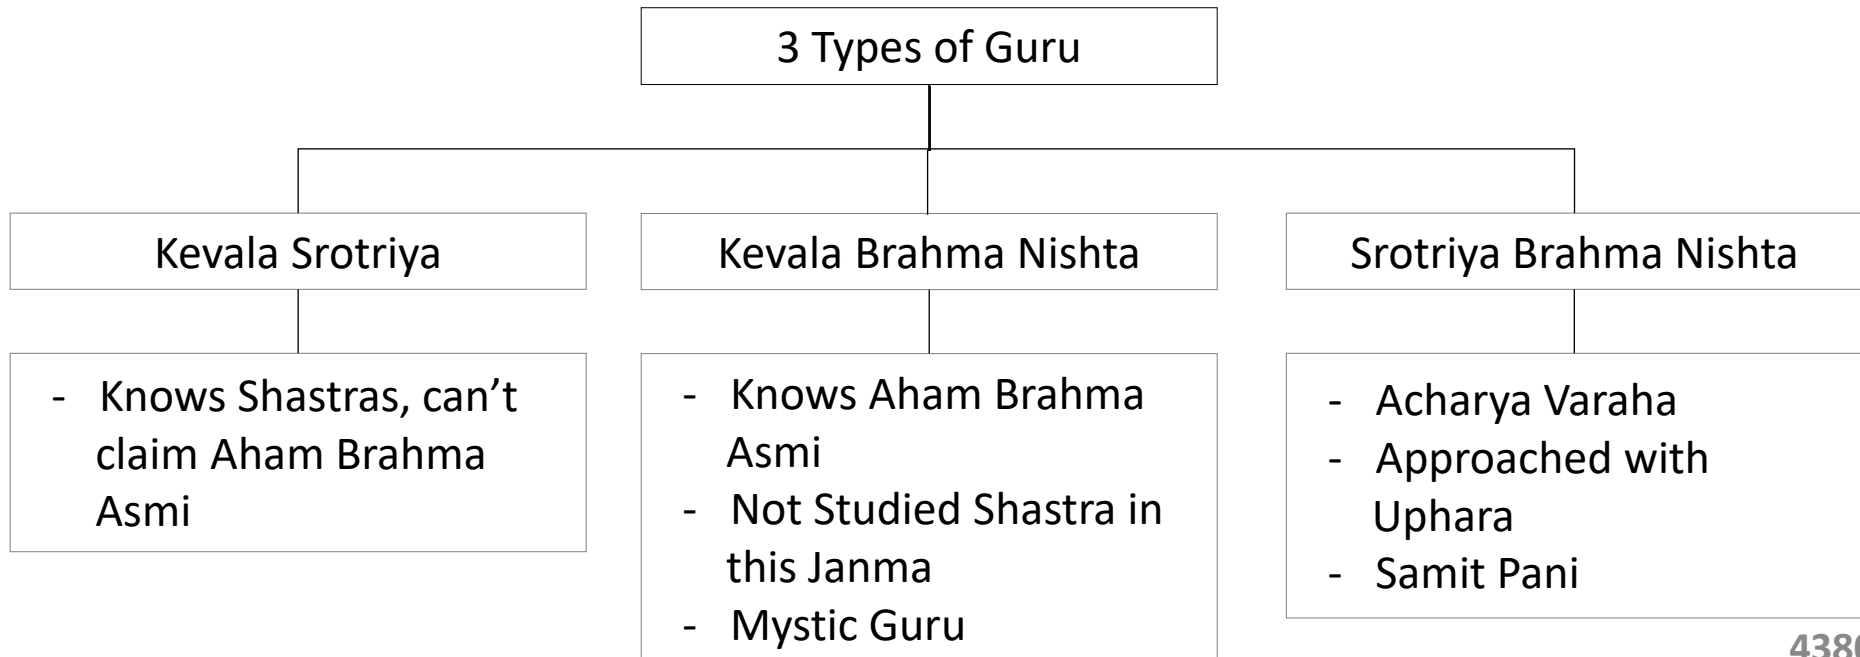 3 Types of Guru
Kevala Srotriya
Kevala Brahma Nishta
Srotriya Brahma Nishta
- Knows Shastras, can’t
claim Aham Brahma
Asmi
- Knows Aham Brahma
Asmi
- Not Studied Shastra in
this Janma
- Mystic Guru
- Acharya Varaha
- Approached with
Uphara
- Samit Pani
4380